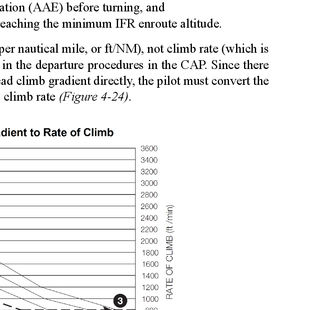 ation (AAE) before turning, and
eaching the minimum IFR enroute altitude.
per nautical mile, or ft/NM), not climb rate (which is
in the departure procedures in the CAP. Since there
ad climb gradient directly, the pilot must convert the
climb rate (Figure 4-24).
dient to Rate of Climb
3600
3400
3200
3000
2800
2600
2400
2200
2000
1800
1600
1400
1200
1000
RATE OF CLIMB (ft /min)
3